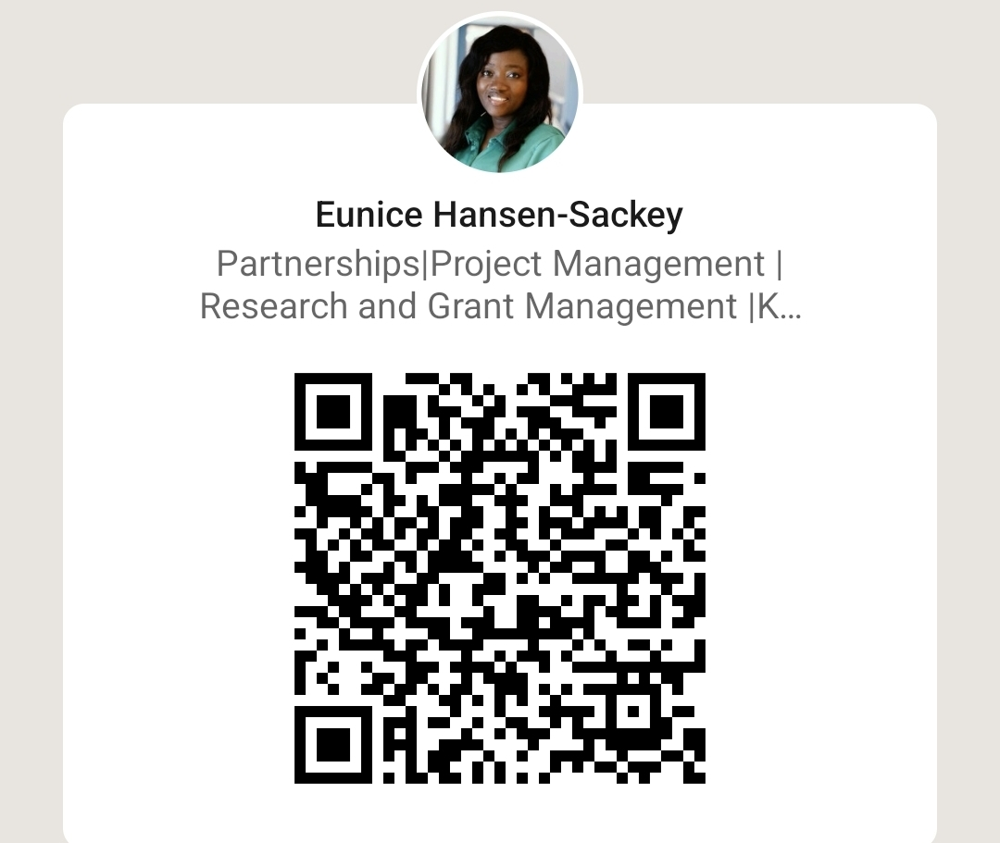 Eunice Hansen-Sackey
Partnerships|Project Management |
Research and Grant Management |K...